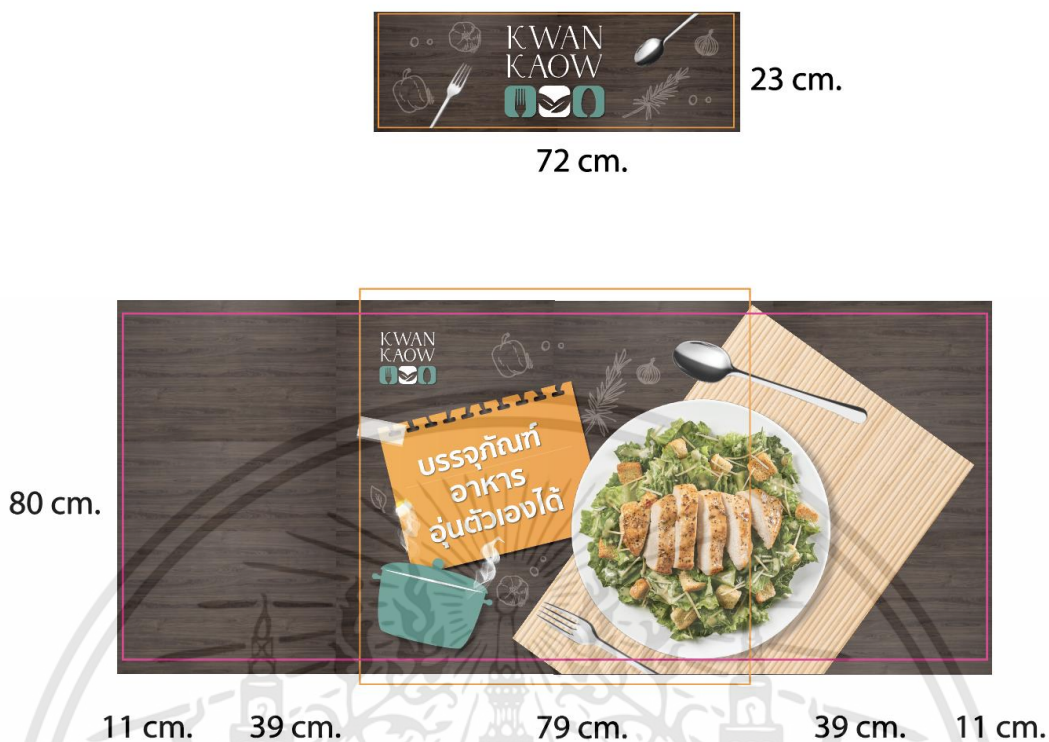 KWAN
KAOW
23 cm.
72 cm.
KWAN
KAOW
บรรจุภัณฑ์
อาหาร
อุ่นตัวเองได้
80 cm.
11 cm. 39 cm. 79 cm. 39 cm. 11 cm.